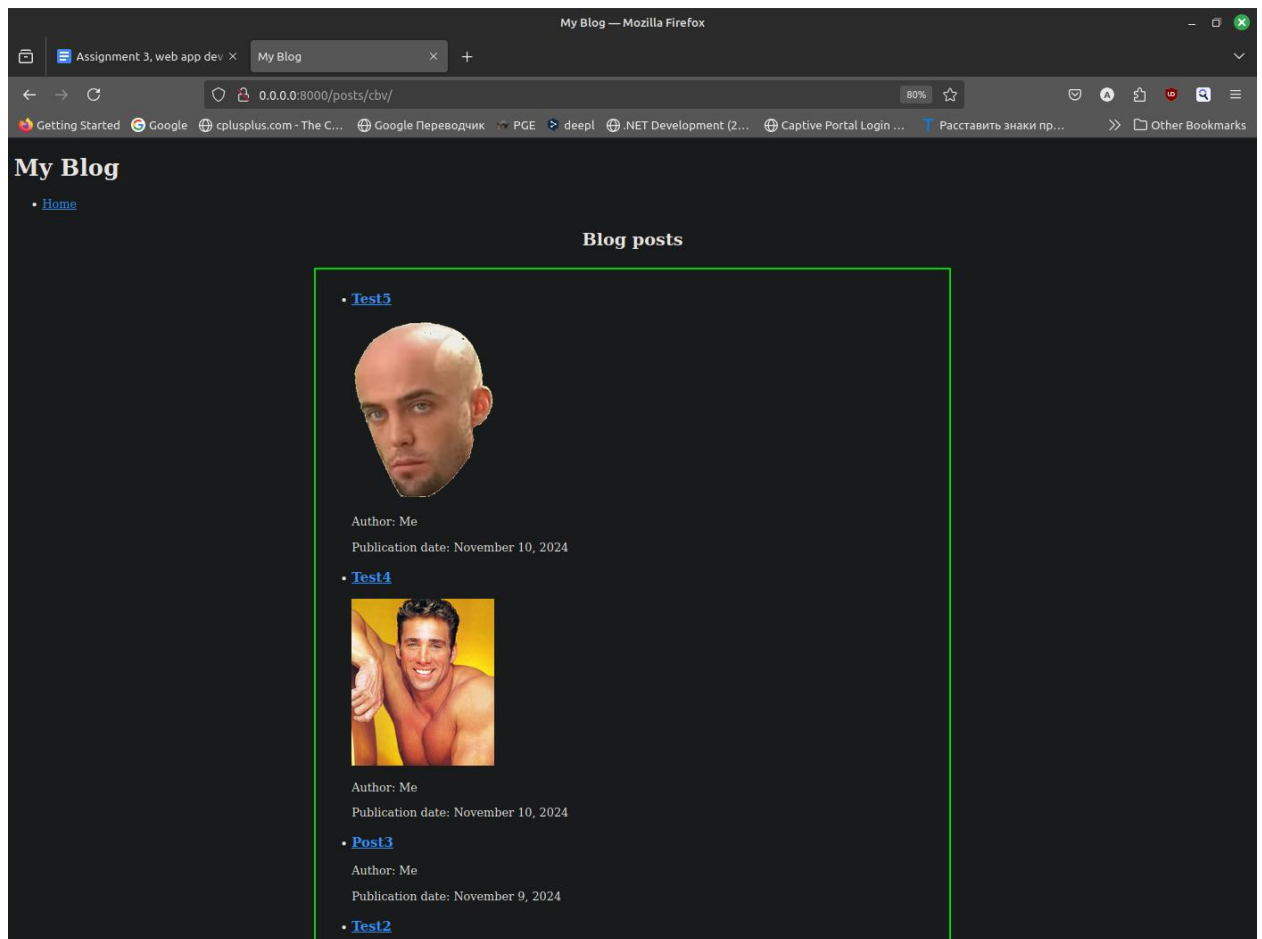 My Blog — Mozilla Firefox
Assignment 3, web app dev
My Blog
0.0.0.0:8000/posts/cbv/
80%
Getting Started Google cplusplus.com - The C... Google Переводчик PGE deepl .NET Development (2... Captive Portal Login ... Расставить знаки пр... Other Bookmarks
My Blog
• Home
Blog posts
• Test5
Author: Me
Publication date: November 10, 2024
• Test4
Author: Me
Publication date: November 10, 2024
• Post3
Author: Me
Publication date: November 9, 2024
• Test2